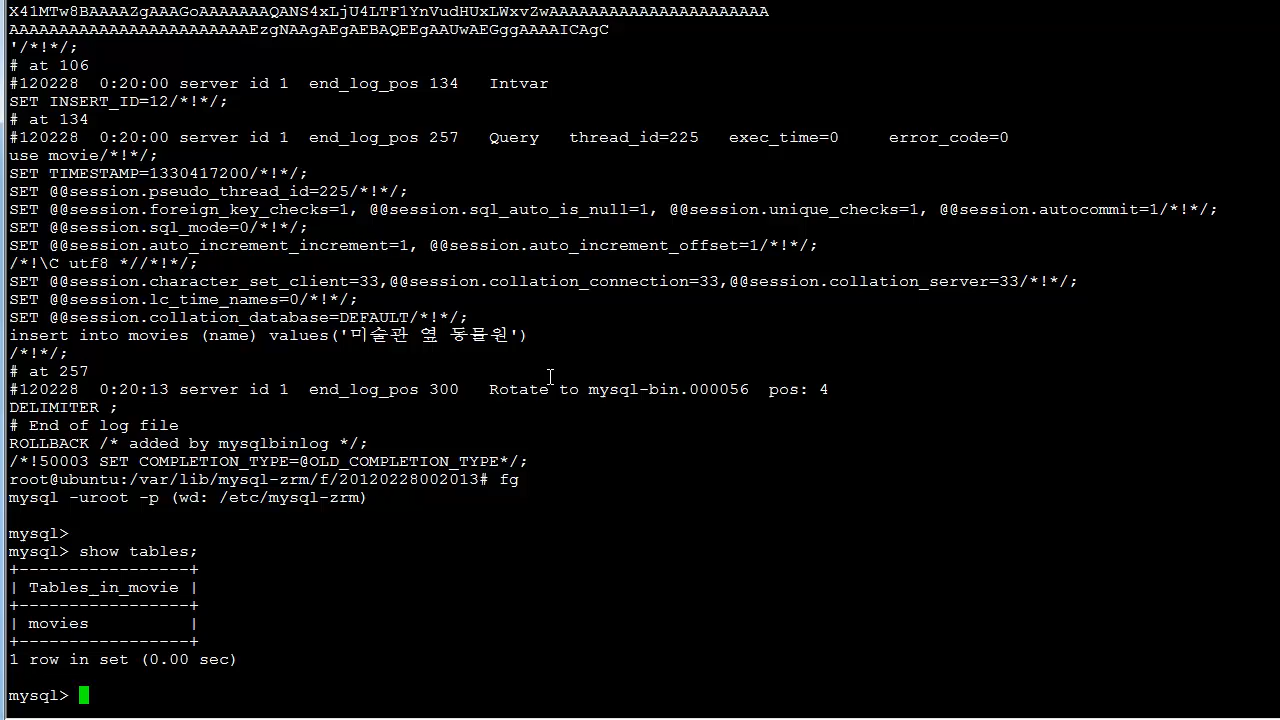 X41MTw8BAAAAZgAAAGoAAAAAAAQANS4xLjU4LTF1YnVudHUxLWxvZwAAAAAAAAAAAAAAAAAAAAAA
AAAAAAAAAAAAAAAAAAAAAAAAEzgNAAgAEgAEBAQEEgAAUwAEGggAAAAICAgC
'/*!*/;
# at 106
#120228  0:20:00 server id 1  end_log_pos 134   Intvar
SET INSERT_ID=12/*!*/;
# at 134
#120228  0:20:00 server id 1  end_log_pos 257   Query   thread_id=225   exec_time=0     error_code=0
use movie/*!*/;
SET TIMESTAMP=1330417200/*!*/;
SET @@session.pseudo_thread_id=225/*!*/;
SET @@session.foreign_key_checks=1, @@session.sql_auto_is_null=1, @@session.unique_checks=1, @@session.autocommit=1/*!*/;
SET @@session.sql_mode=0/*!*/;
SET @@session.auto_increment_increment=1, @@session.auto_increment_offset=1/*!*/;
/*!\C utf8 *//*!*/;
SET @@session.character_set_client=33,@@session.collation_connection=33,@@session.collation_server=33/*!*/;
SET @@session.lc_time_names=0/*!*/;
SET @@session.collation_database=DEFAULT/*!*/;
insert into movies (name) values('미술관 옆 동물원')
/*!*/;
# at 257
#120228  0:20:13 server id 1  end_log_pos 300   Rotate to mysql-bin.000056  pos: 4
DELIMITER ;
# End of log file
ROLLBACK /* added by mysqlbinlog */;
/*!50003 SET COMPLETION_TYPE=@OLD_COMPLETION_TYPE*/;
root@ubuntu:/var/lib/mysql-zrm/f/20120228002013# fg
mysql -uroot -p (wd: /etc/mysql-zrm)
mysql>
mysql> show tables;
+-----------------+
| Tables_in_movie |
+-----------------+
| movies          |
+-----------------+
1 row in set (0.00 sec)
mysql>